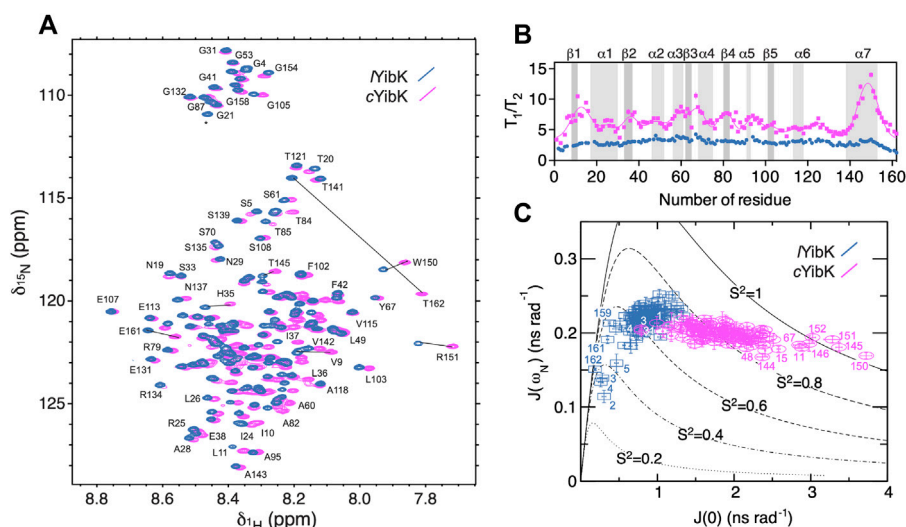 A
G31
G53
G4
G154
G41
G132
G87
G158
G105
G21
lYibK
cYibK
T121
T20
T141
S139
S5
S61
T84
S70
S135
T85
S108
W150
N19
S33
N29
T145
F102
T162
N137
H35
F42
Y67
E107
E113
E161
I37
V115
R79
V142
L49
R151
E131
V9
L36
L103
R134
L26
A118
A60
R25
A82
E38
I24
I10
A28
L11
A95
A143
110
115
120
125
δ15N (ppm)
8.8
8.6
8.4
8.2
8.0
7.8
δ1H (ppm)
B
β1
α1
β2
α2
α3
β3
α4
β4
α5
β5
α6
α7
T1/T2
15
10
5
0
0
20
40
60
80
100
120
140
160
Number of residue
C
lYibK
cYibK
S2=1
S2=0.8
S2=0.6
S2=0.4
S2=0.2
159
161
162
3
4
2
5
67
152
151
145
48
144
15
11
146
150
J(ωN) (ns rad-1)
0.3
0.2
0.1
0
0
1
2
3
4
J(0) (ns rad-1)